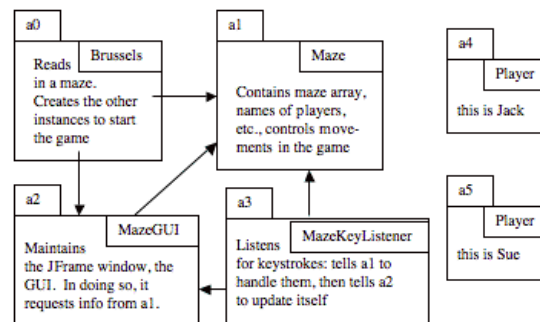 a0
Brussels
Reads
in a maze.
Creates the other
instances to start
the game
a1
Maze
Contains maze array,
names of players,
etc., controls move-
ments in the game
a4
Player
this is Jack
a2
MazeGUI
Maintains
the JFrame window, the
GUI. In doing so, it
requests info from a1.
a3
MazeKeyListener
Listens
for keystrokes: tells a1 to
handle them, then tells a2
to update itself
a5
Player
this is Sue